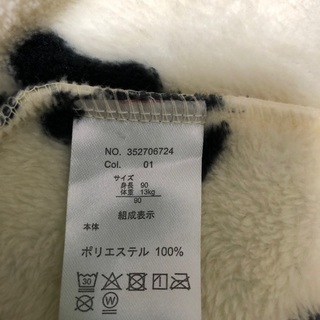 NO. 352706724
Col. 01
サイズ
身長 90
体重 13kg
90
組成表示
本体
ポリエステル 100%
30
W